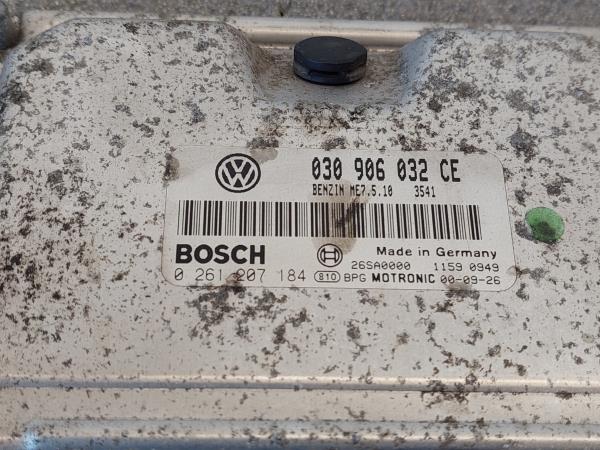 030 906 032 CE
BENZIN ME7.5.10 3541
BOSCH
Made in Germany
26SA0000 1159 0949
0 261 207 184 810 BPG MOTRONIC 00-09-26